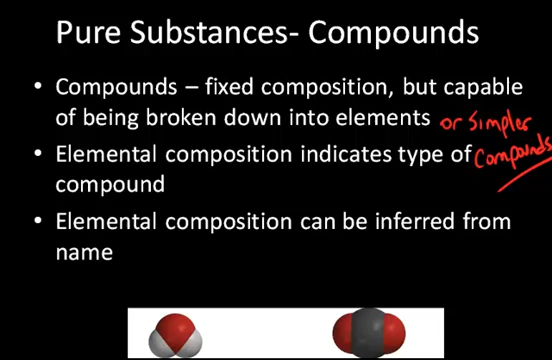 Pure Substances- Compounds
• Compounds – fixed composition, but capable
of being broken down into elements or simpler
• Elemental composition indicates type of compounds
compound
• Elemental composition can be inferred from
name